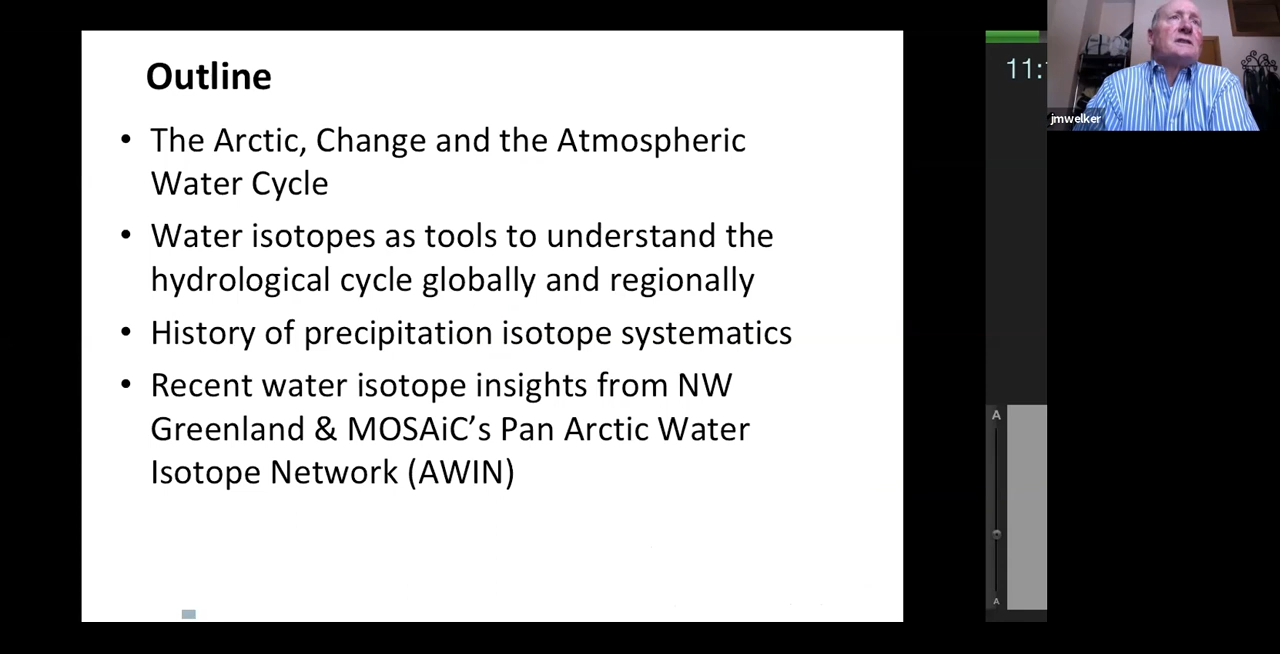 Outline
• The Arctic, Change and the Atmospheric
Water Cycle
• Water isotopes as tools to understand the
hydrological cycle globally and regionally
• History of precipitation isotope systematics
• Recent water isotope insights from NW
Greenland & MOSAiC’s Pan Arctic Water
Isotope Network (AWIN)
11:
jmwelker
A
A